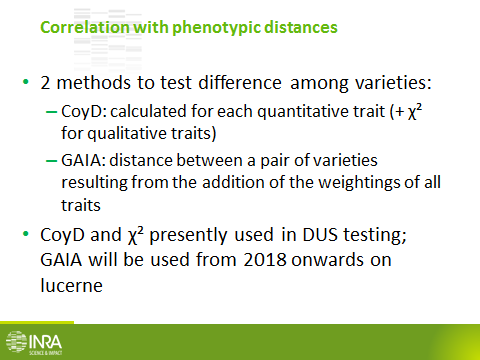 Correlation with phenotypic distances
• 2 methods to test difference among varieties:
– CoyD: calculated for each quantitative trait (+ χ²
for qualitative traits)
– GAIA: distance between a pair of varieties
resulting from the addition of the weightings of all
traits
• CoyD and χ² presently used in DUS testing;
GAIA will be used from 2018 onwards on
lucerne
INRA
SCIENCE & IMPACT